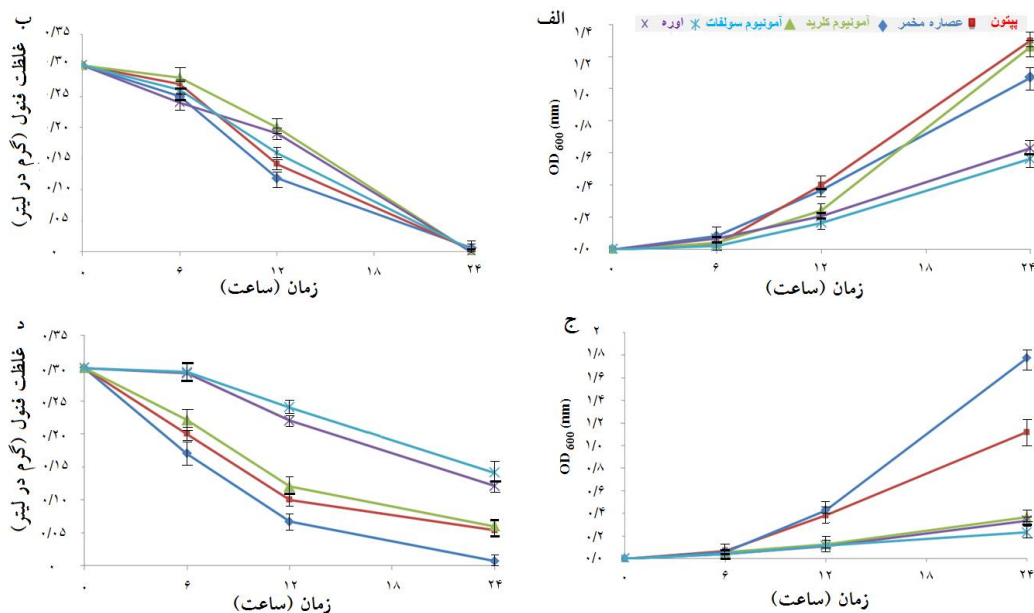 الف
پپتون عصاره مخمر آمونیوم کلرید آمونیوم سولفات اوره
OD 600 (nm)
۱/۴
۱/۲
۱/۰
۰/۸
۰/۶
۰/۴
۰/۲
۰/۰
۰ ۶ ۱۲ ۱۸ ۲۴
زمان (ساعت)
غلظت فنول (گرم در لیتر)
۰/۳۵
۰/۳۰
۰/۲۵
۰/۲۰
۰/۱۵
۰/۱۰
۰/۰۵
۰
۰ ۶ ۱۲ ۱۸ ۲۴
زمان (ساعت)
ج
OD 600 (nm)
۲
۱/۸
۱/۶
۱/۴
۱/۲
۱/۰
۰/۸
۰/۶
۰/۴
۰/۲
۰/۰
۰ ۶ ۱۲ ۱۸ ۲۴
زمان (ساعت)
غلظت فنول (گرم در لیتر)
۰/۳۵
۰/۳۰
۰/۲۵
۰/۲۰
۰/۱۵
۰/۱۰
۰/۰۵
۰
۰ ۶ ۱۲ ۱۸ ۲۴
زمان (ساعت)